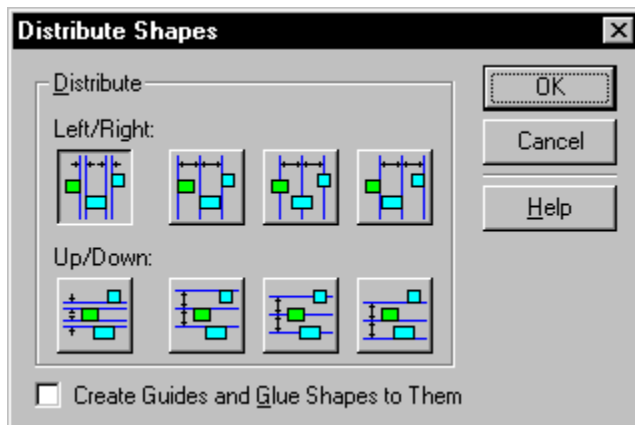 Distribute Shapes
Distribute
Left/Right:
Up/Down:
Create Guides and Glue Shapes to Them
OK
Cancel
Help